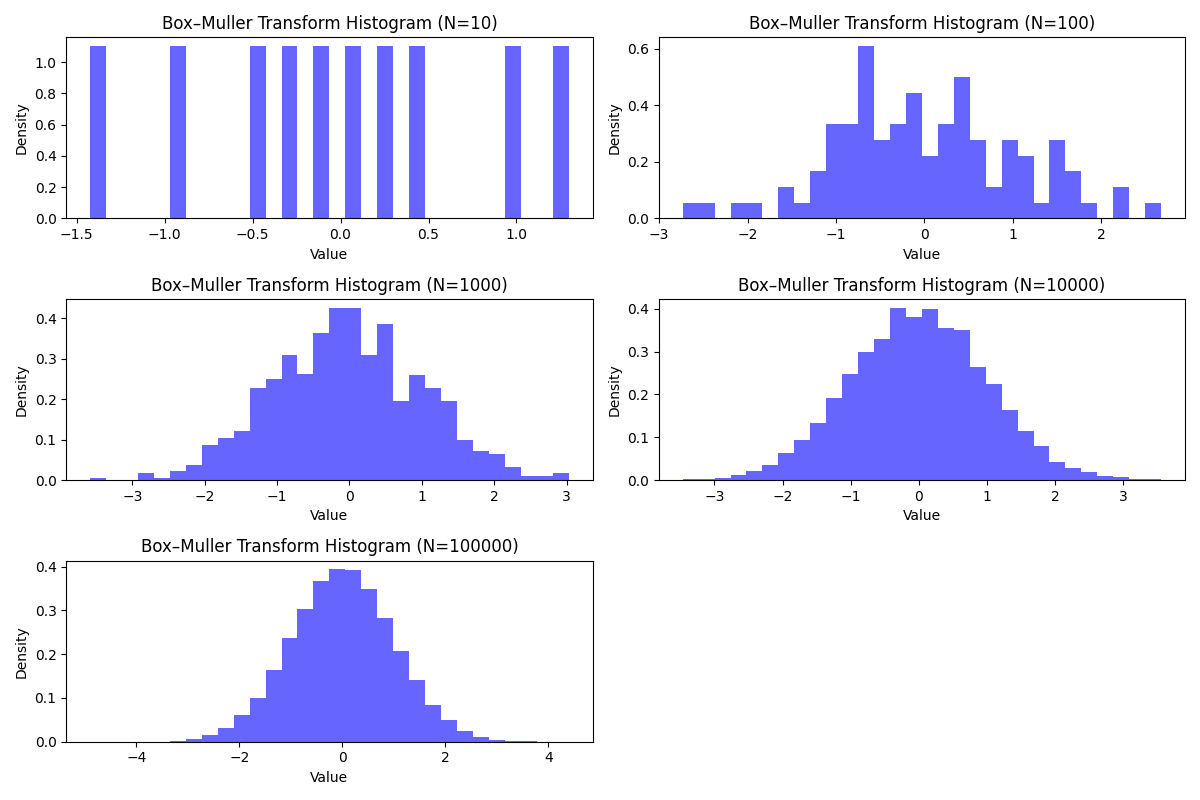 Box–Muller Transform Histogram (N=10)
Density
1.0
0.8
0.6
0.4
0.2
0.0
−1.5 −1.0 −0.5 0.0 0.5 1.0
Value
Box–Muller Transform Histogram (N=100)
Density
0.6
0.4
0.2
0.0
−3 −2 −1 0 1 2
Value
Box–Muller Transform Histogram (N=1000)
Density
0.4
0.3
0.2
0.1
0.0
−3 −2 −1 0 1 2 3
Value
Box–Muller Transform Histogram (N=10000)
Density
0.4
0.3
0.2
0.1
0.0
−3 −2 −1 0 1 2 3
Value
Box–Muller Transform Histogram (N=100000)
Density
0.4
0.3
0.2
0.1
0.0
−4 −2 0 2 4
Value